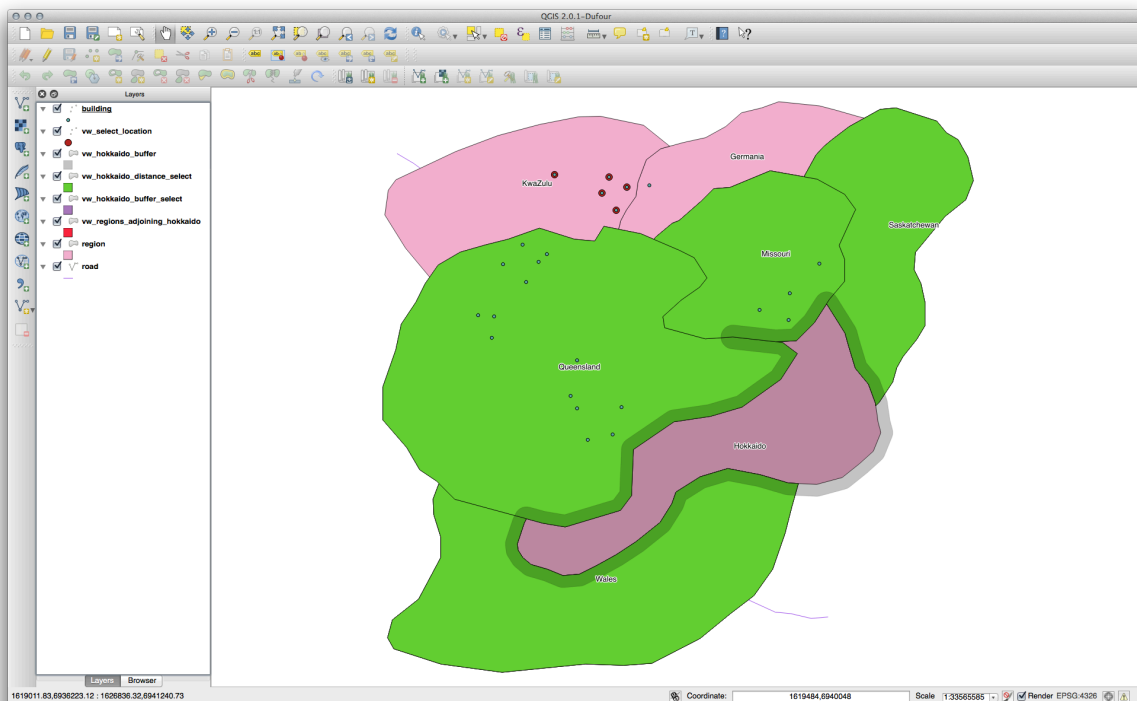 QGIS 2.0.1-Dufour
Layers
building
vw_select_location
vw_hokkaido_buffer
vw_hokkaido_distance_select
vw_hokkaido_buffer_select
vw_regions_adjoining_hokkaido
region
road
Germania
KwaZulu
Saskatchewan
Missouri
Queensland
Hokkaido
Wales
Layers Browser
1619011.83,6936223.12 : 1626836.32,6941240.73 Coordinate: 1619484,6940048 Scale 1:33565585 Render EPSG:4326